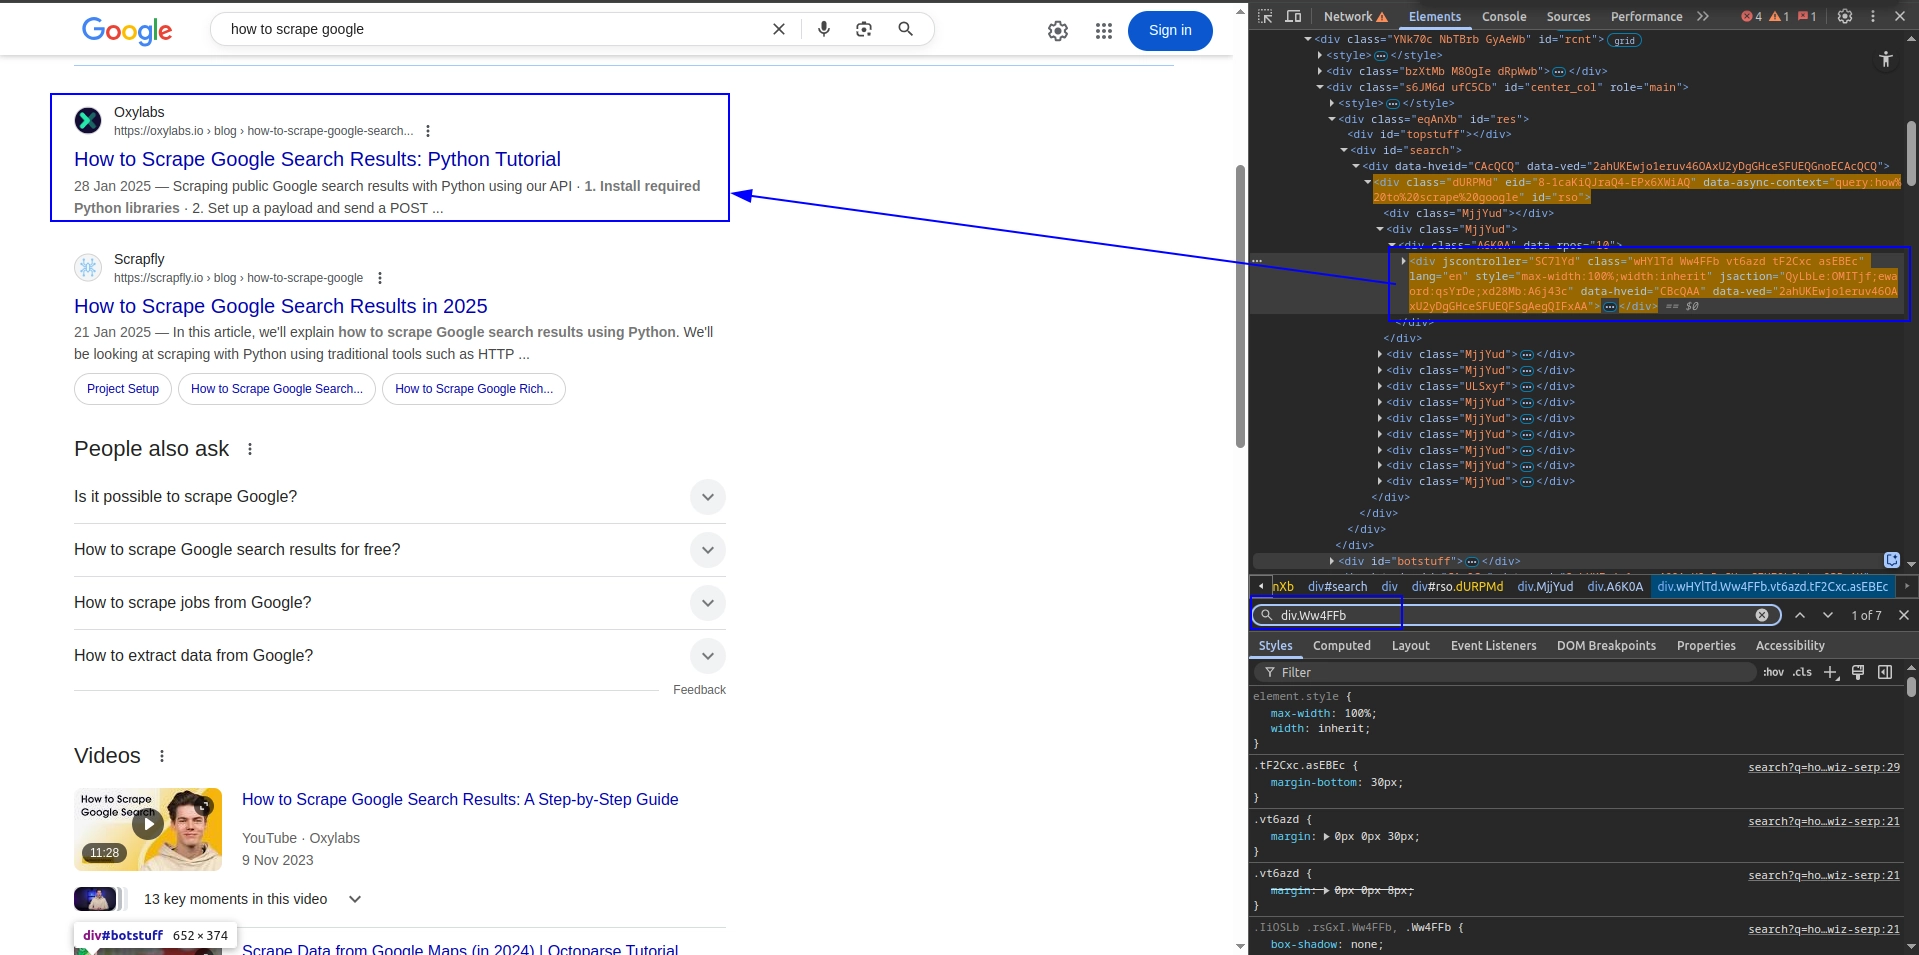 Google
how to scrape google
Sign in
Oxylabs
https://oxylabs.io › blog › how-to-scrape-google-search...
How to Scrape Google Search Results: Python Tutorial
28 Jan 2025 — Scraping public Google search results with Python using our API · 1. Install required
Python libraries · 2. Set up a payload and send a POST ...
Scrapfly
https://scrapfly.io › blog › how-to-scrape-google
How to Scrape Google Search Results in 2025
21 Jan 2025 — In this article, we'll explain how to scrape Google search results using Python. We'll
be looking at scraping with Python using traditional tools such as HTTP ...
Project Setup
How to Scrape Google Search...
How to Scrape Google Rich...
People also ask
Is it possible to scrape Google?
How to scrape Google search results for free?
How to scrape jobs from Google?
How to extract data from Google?
Feedback
Videos
How to Scrape
Google Search
11:28
How to Scrape Google Search Results: A Step-by-Step Guide
YouTube · Oxylabs
9 Nov 2023
13 key moments in this video
div#botstuff 652 × 374
Scrape Data from Google Maps (in 2024) | Octoparse Tutorial
Network Elements Console Sources Performance 4 1 1
<div class="YNk70c NbTBrb GyAeWb" id="rcnt"> grid
<style> … </style>
<div class="bzXtMb M8OgIe dRpWwb"> … </div>
<div class="s6JM6d ufC5Cb" id="center_col" role="main">
<style> … </style>
<div class="eqAnXb" id="res">
<div id="topstuff"></div>
<div id="search">
<div data-hveid="CAcQCQ" data-ved="2ahUKEwjo1eruv46OAxU2yDgGHceSFUEQGnoECAcQCQ">
<div class="dURPMd" eid="8-1caKiQJraQ4-EPx6XWiAQ" data-async-context="query:how%
20to%20scrape%20google" id="rso">
<div class="MjjYud"></div>
<div class="MjjYud">
<div class="A6K0A" data-rpos="10">
<div jscontroller="SC71Yd" class="wHYlTd Ww4FFb vt6azd tF2Cxc asEBEc"
lang="en" style="max-width:100%;width:inherit" jsaction="QyLbLe:OMITjf;ewa
ord:qsYrDe;xd28Mb:A6j43c" data-hveid="CBcQAA" data-ved="2ahUKEwjo1eruv46OA
xU2yDgGHceSFUEQFSgAegQIFxAA"> … </div> == $0
</div>
</div>
<div class="MjjYud"> … </div>
<div class="MjjYud"> … </div>
<div class="ULSxyf"> … </div>
<div class="MjjYud"> … </div>
<div class="MjjYud"> … </div>
<div class="MjjYud"> … </div>
<div class="MjjYud"> … </div>
<div class="MjjYud"> … </div>
<div class="MjjYud"> … </div>
</div>
</div>
</div>
</div>
<div id="botstuff"> … </div>
nXb div#search div div#rso.dURPMd div.MjjYud div.A6K0A div.wHYlTd.Ww4FFb.vt6azd.tF2Cxc.asEBEc
div.Ww4FFb
1 of 7
Styles Computed Layout Event Listeners DOM Breakpoints Properties Accessibility
Filter :hov .cls
element.style {
max-width: 100%;
width: inherit;
}
.tF2Cxc.asEBEc { search?q=ho…wiz-serp:29
margin-bottom: 30px;
}
.vt6azd { search?q=ho…wiz-serp:21
margin: 0px 0px 30px;
}
.vt6azd { search?q=ho…wiz-serp:21
margin: 0px 0px 8px;
}
.IiOSLb .rsGxI.Ww4FFb, .Ww4FFb { search?q=ho…wiz-serp:21
box-shadow: none;